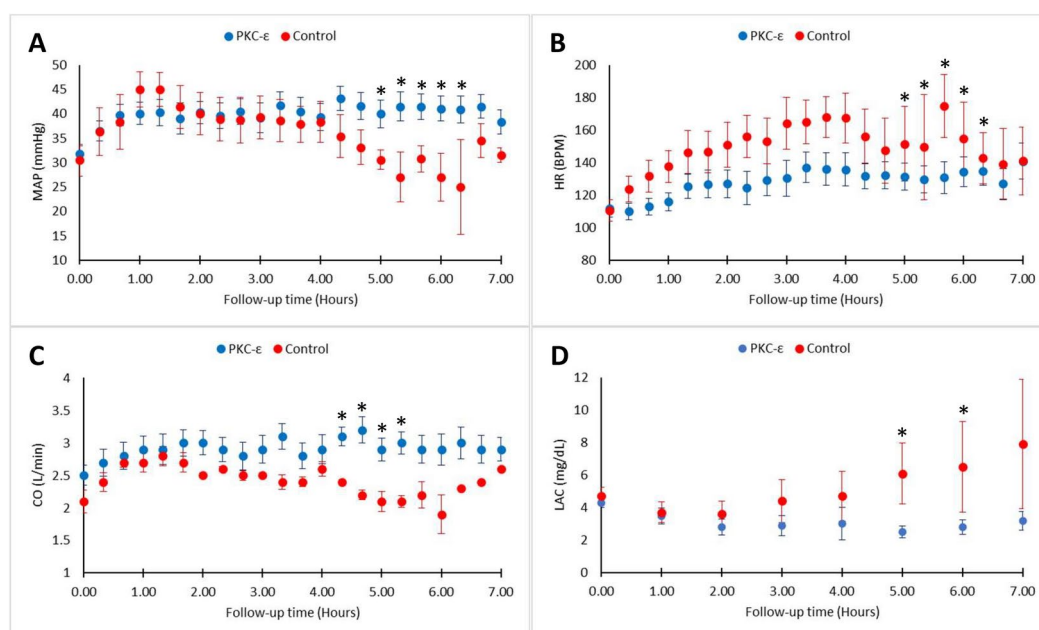 A
PKC-ε Control
50
45
40
35
30
25
20
15
10
MAP (mmHg)
* * * * *
0.00 1.00 2.00 3.00 4.00 5.00 6.00 7.00
Follow-up time (Hours)
B
PKC-ε Control
200
180
160
140
120
100
80
HR (BPM)
* * * * *
0.00 1.00 2.00 3.00 4.00 5.00 6.00 7.00
Follow-up time (Hours)
C
PKC-ε Control
4
3.5
3
2.5
2
1.5
1
CO (L/min)
* * * *
0.00 1.00 2.00 3.00 4.00 5.00 6.00 7.00
Follow-up time (Hours)
D
PKC-ε Control
12
10
8
6
4
2
0
LAC (mg/dL)
* *
0.00 1.00 2.00 3.00 4.00 5.00 6.00 7.00
Follow-up time (Hours)